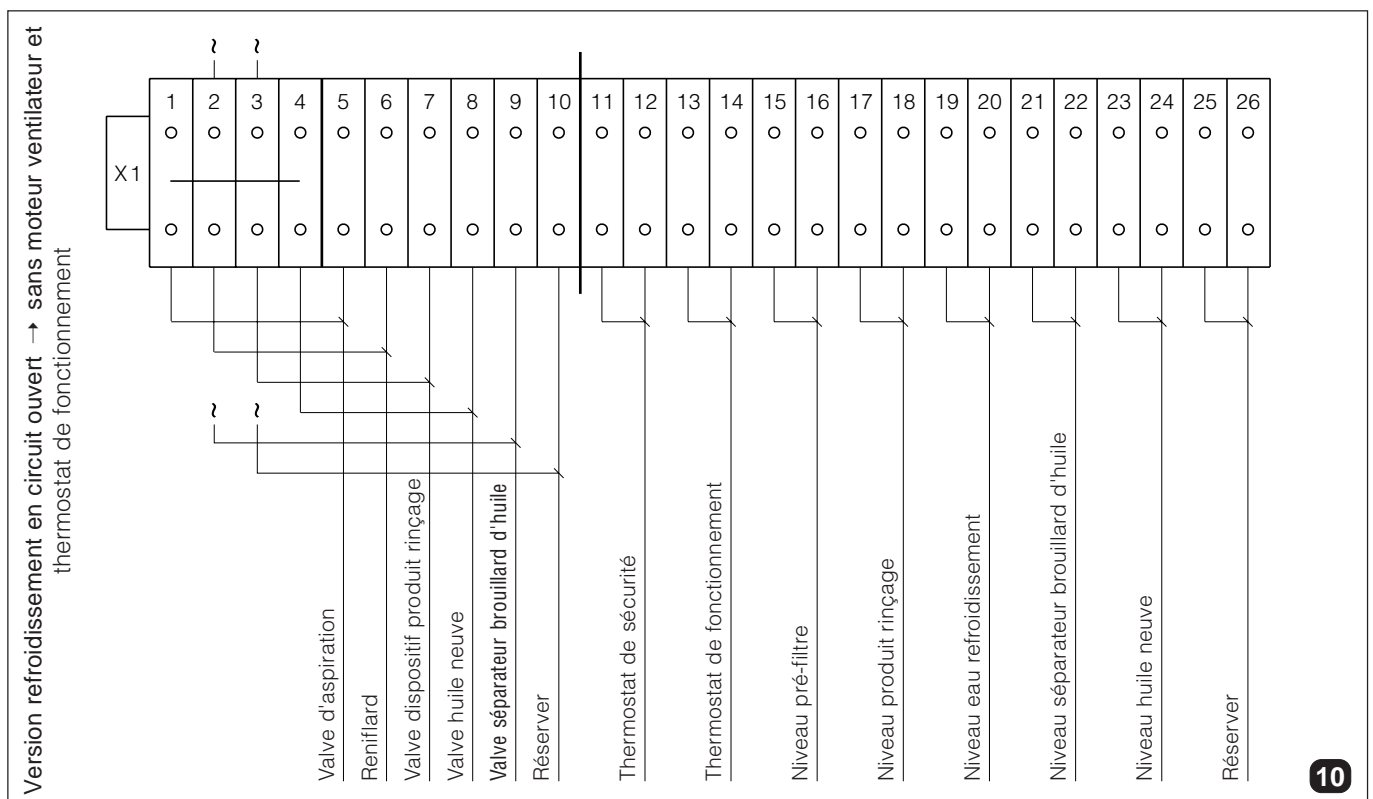 Version refroidissement en circuit ouvert → sans moteur ventilateur et
thermostat de fonctionnement
~ ~
X1
1 2 3 4 5 6 7 8 9 10 11 12 13 14 15 16 17 18 19 20 21 22 23 24 25 26
~ ~
Valve d'aspiration
Reniflard
Valve dispositif produit rinçage
Valve huile neuve
Valve séparateur brouillard d'huile
Réserver
Thermostat de sécurité
Thermostat de fonctionnement
Niveau pré-filtre
Niveau produit rinçage
Niveau eau refroidissement
Niveau séparateur brouillard d'huile
Niveau huile neuve
Réserver
10